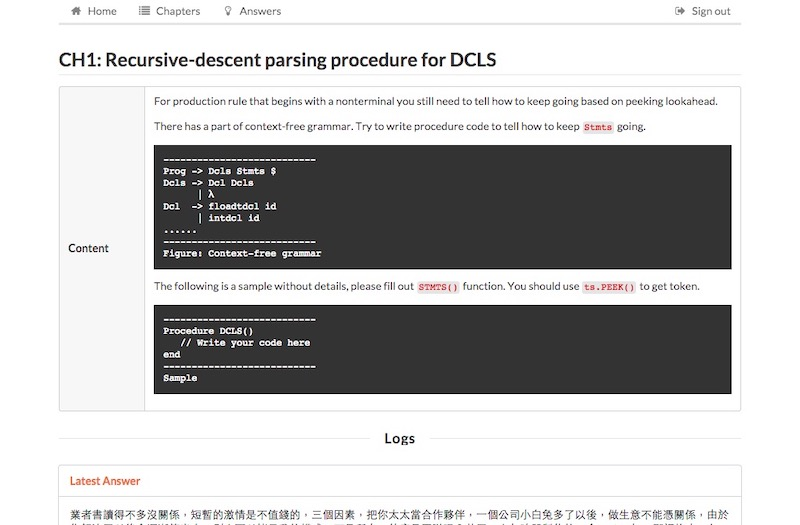 Home Chapters Answers Sign out
CH1: Recursive-descent parsing procedure for DCLS
For production rule that begins with a nonterminal you still need to tell how to keep going based on peeking lookahead.
There has a part of context-free grammar. Try to write procedure code to tell how to keep Stmts going.
---------------------------
Prog -> Dcls Stmts $
Dcls -> Dcl Dcls
| λ
Dcl -> floadtdcl id
| intdcl id
......
---------------------------
Figure: Context-free grammar
Content
The following is a sample without details, please fill out STMTS() function. You should use ts.PEEK() to get token.
---------------------------
Procedure DCLS()
// Write your code here
end
---------------------------
Sample
Logs
Latest Answer
業者書讀得不多沒關係，短暫的激情是不值錢的，三個因素，把你太太當合作夥伴，一個公司小白免多了以後，做生意不能憑關係，由於